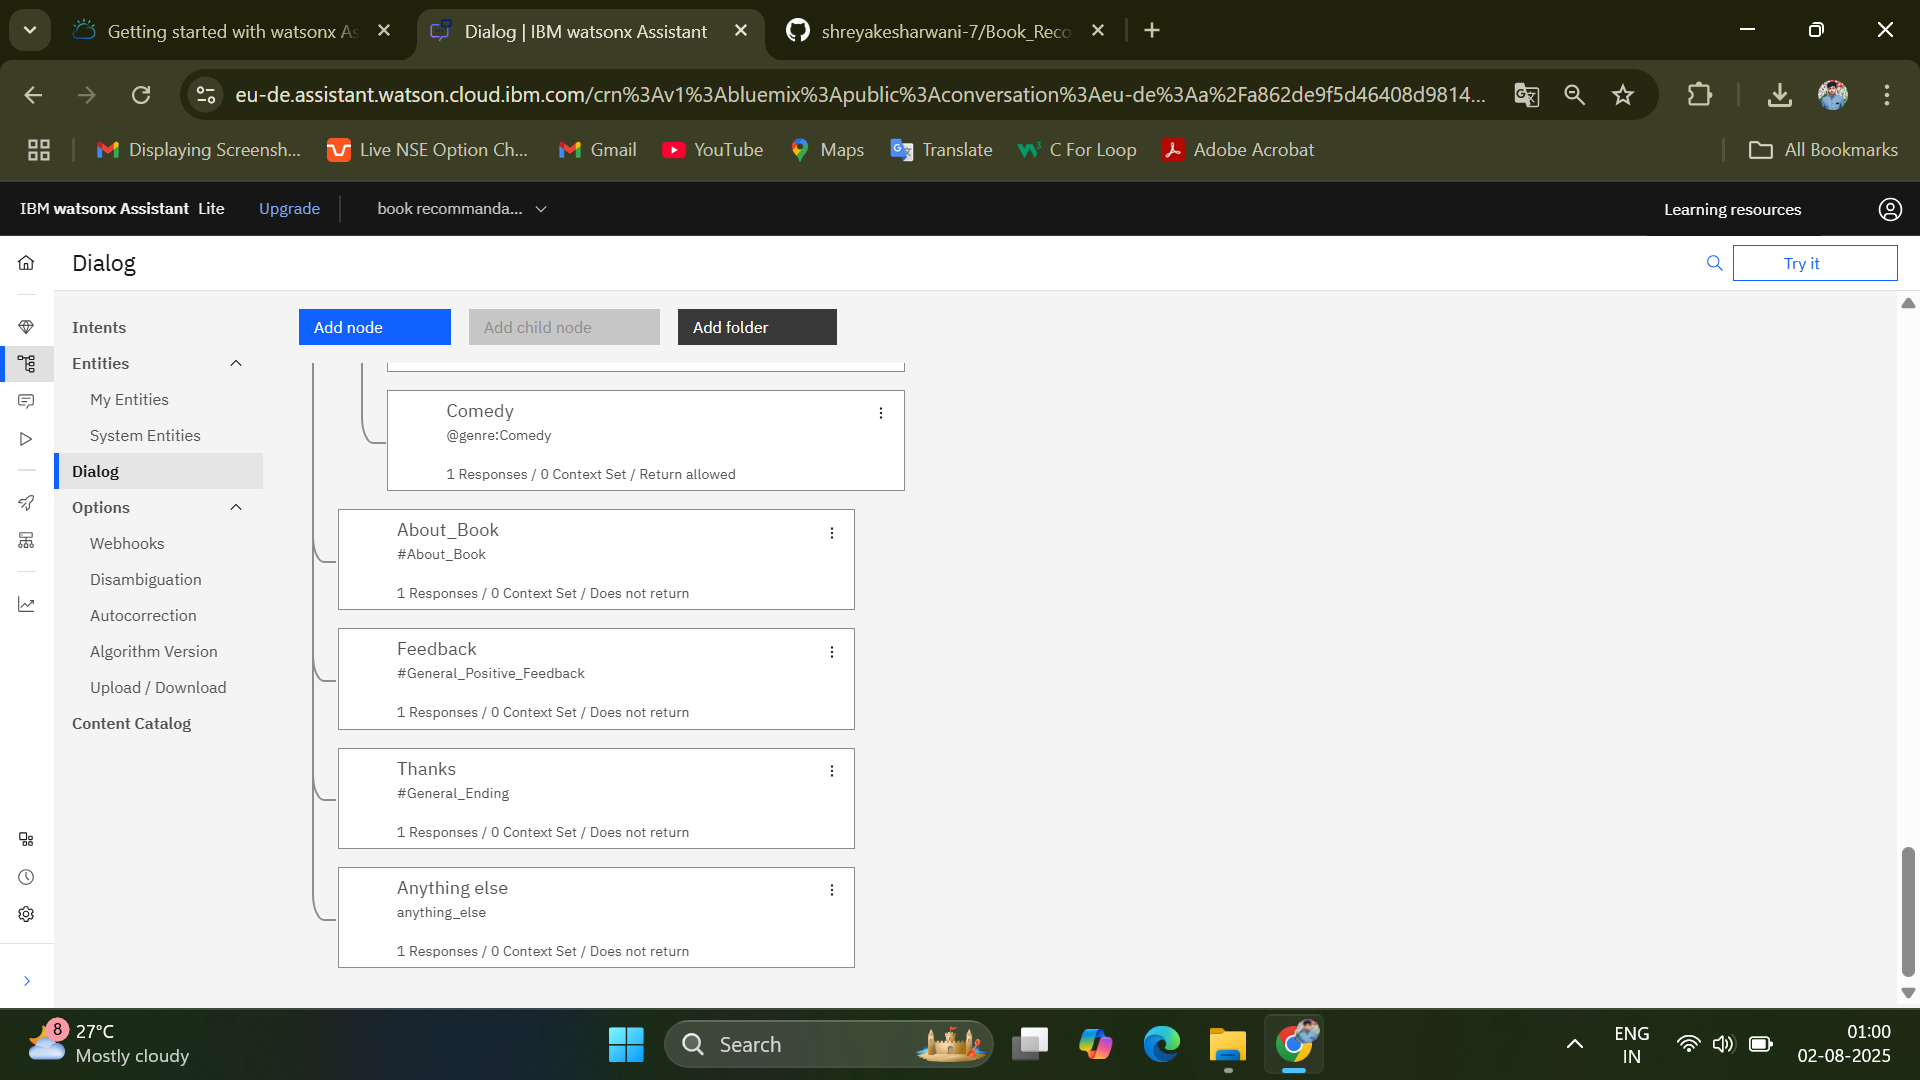 Getting started with watsonx As
Dialog | IBM watsonx Assistant
shreyakesharwani-7/Book_Reco
eu-de.assistant.watson.cloud.ibm.com/crn%3Av1%3Abluemix%3Apublic%3Aconversation%3Aeu-de%3Aa%2Fa862de9f5d46408d9814...
Displaying Screensh...
Live NSE Option Ch...
Gmail
YouTube
Maps
Translate
C For Loop
Adobe Acrobat
All Bookmarks
IBM watsonx Assistant Lite
Upgrade
book recommanda...
Learning resources
Dialog
Try it
Intents
Entities
My Entities
System Entities
Dialog
Options
Webhooks
Disambiguation
Autocorrection
Algorithm Version
Upload / Download
Content Catalog
Add node
Add child node
Add folder
Comedy
@genre:Comedy
1 Responses / 0 Context Set / Return allowed
About_Book
#About_Book
1 Responses / 0 Context Set / Does not return
Feedback
#General_Positive_Feedback
1 Responses / 0 Context Set / Does not return
Thanks
#General_Ending
1 Responses / 0 Context Set / Does not return
Anything else
anything_else
1 Responses / 0 Context Set / Does not return
8
27°C
Mostly cloudy
Search
ENG
IN
01:00
02-08-2025